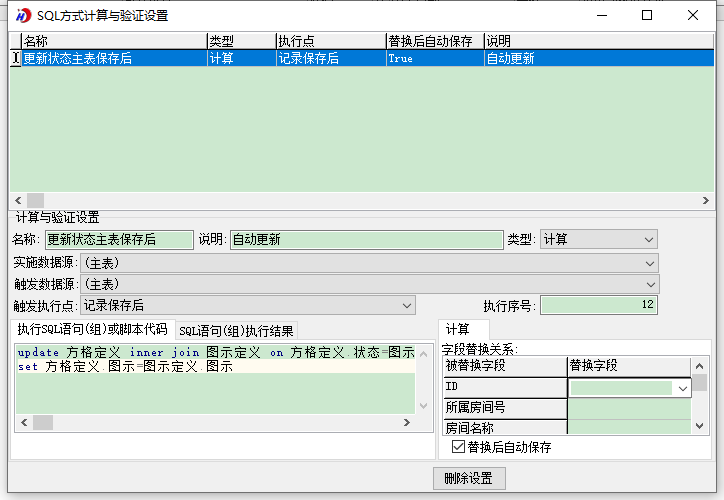 SQL方式计算与验证设置
名称 类型 执行点 替换后自动保存 说明
更新状态主表保存后 计算 记录保存后 True 自动更新
计算与验证设置
名称: 更新状态主表保存后 说明: 自动更新 类型: 计算
实施数据源: (主表)
触发数据源: (主表)
触发执行点: 记录保存后 执行序号: 12
执行SQL语句(组)或脚本代码 SQL语句(组)执行结果 计算
update 方格定义 inner join 图示定义 on 方格定义.状态=图示
set 方格定义.图示=图示定义.图示
字段替换关系:
被替换字段 替换字段
ID
所属房间号
房间名称
替换后自动保存
删除设置